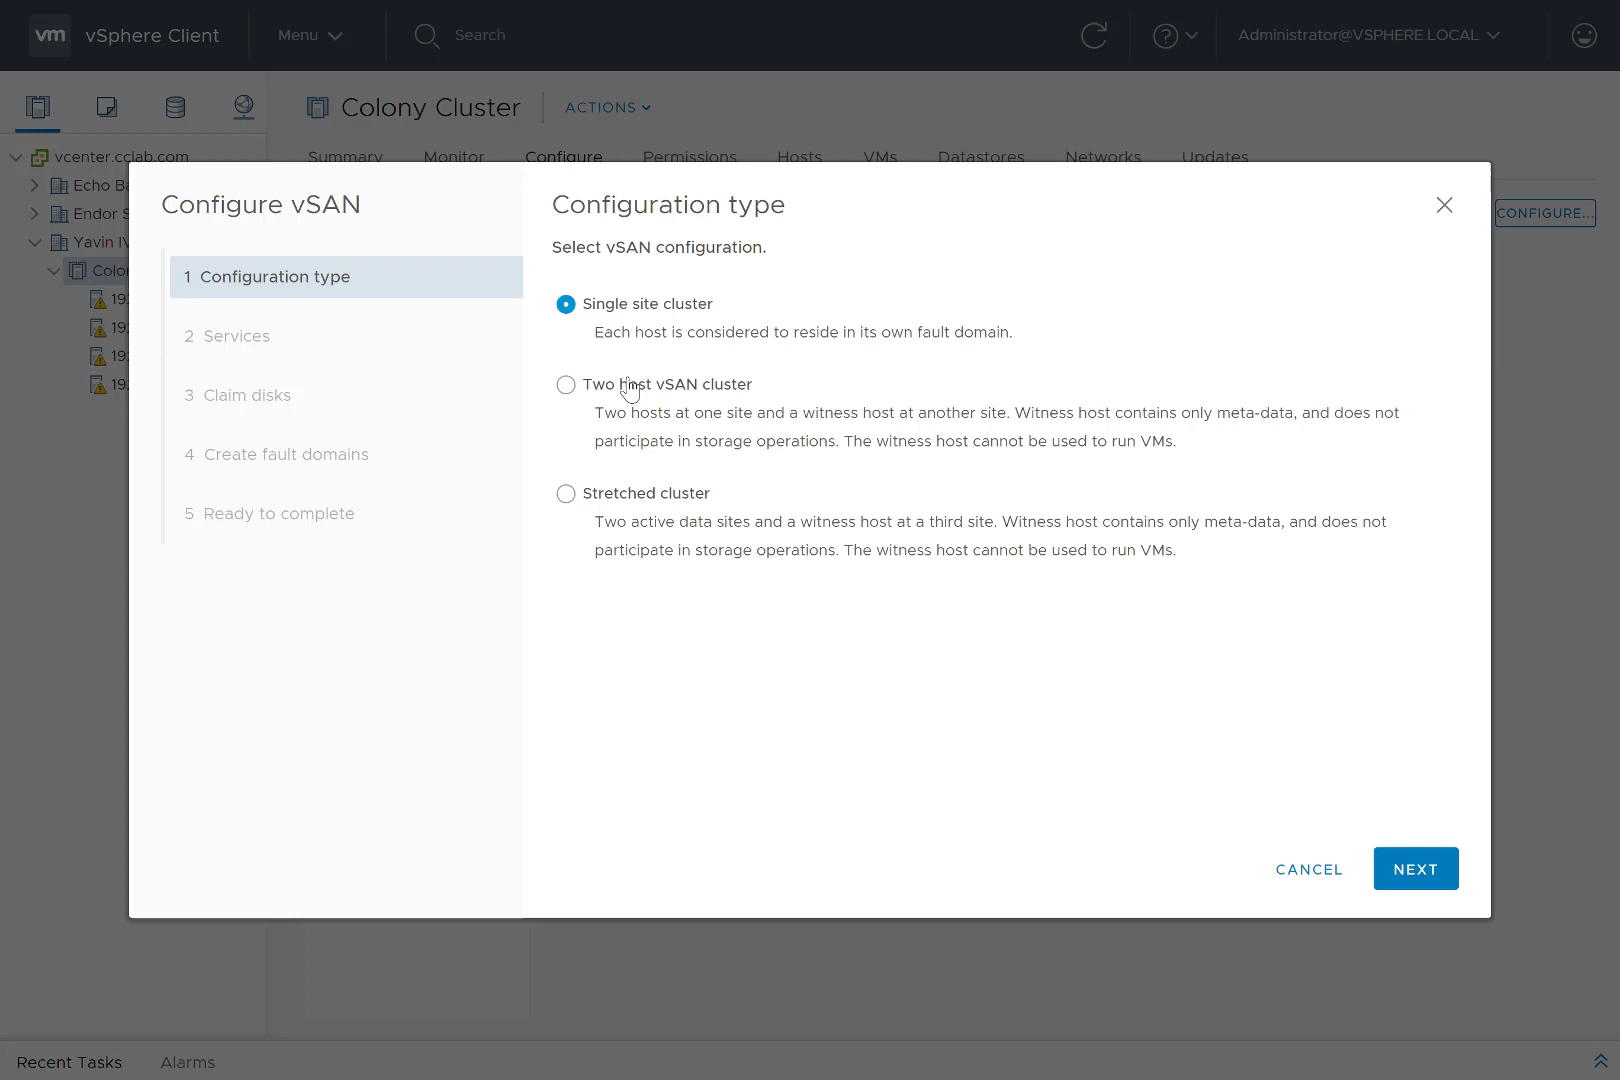 vm vSphere Client Menu Search Administrator@VSPHERE.LOCAL
Colony Cluster ACTIONS
vcenter.cclab.com
Summary Monitor Configure Permissions Hosts VMs Datastores Networks Updates
Echo Ba
Endor S
Yavin IV
Colon
192
192
192
192
CONFIGURE...
Configure vSAN
1 Configuration type
2 Services
3 Claim disks
4 Create fault domains
5 Ready to complete
Configuration type
Select vSAN configuration.
Single site cluster
Each host is considered to reside in its own fault domain.
Two host vSAN cluster
Two hosts at one site and a witness host at another site. Witness host contains only meta-data, and does not
participate in storage operations. The witness host cannot be used to run VMs.
Stretched cluster
Two active data sites and a witness host at a third site. Witness host contains only meta-data, and does not
participate in storage operations. The witness host cannot be used to run VMs.
CANCEL NEXT
Recent Tasks Alarms